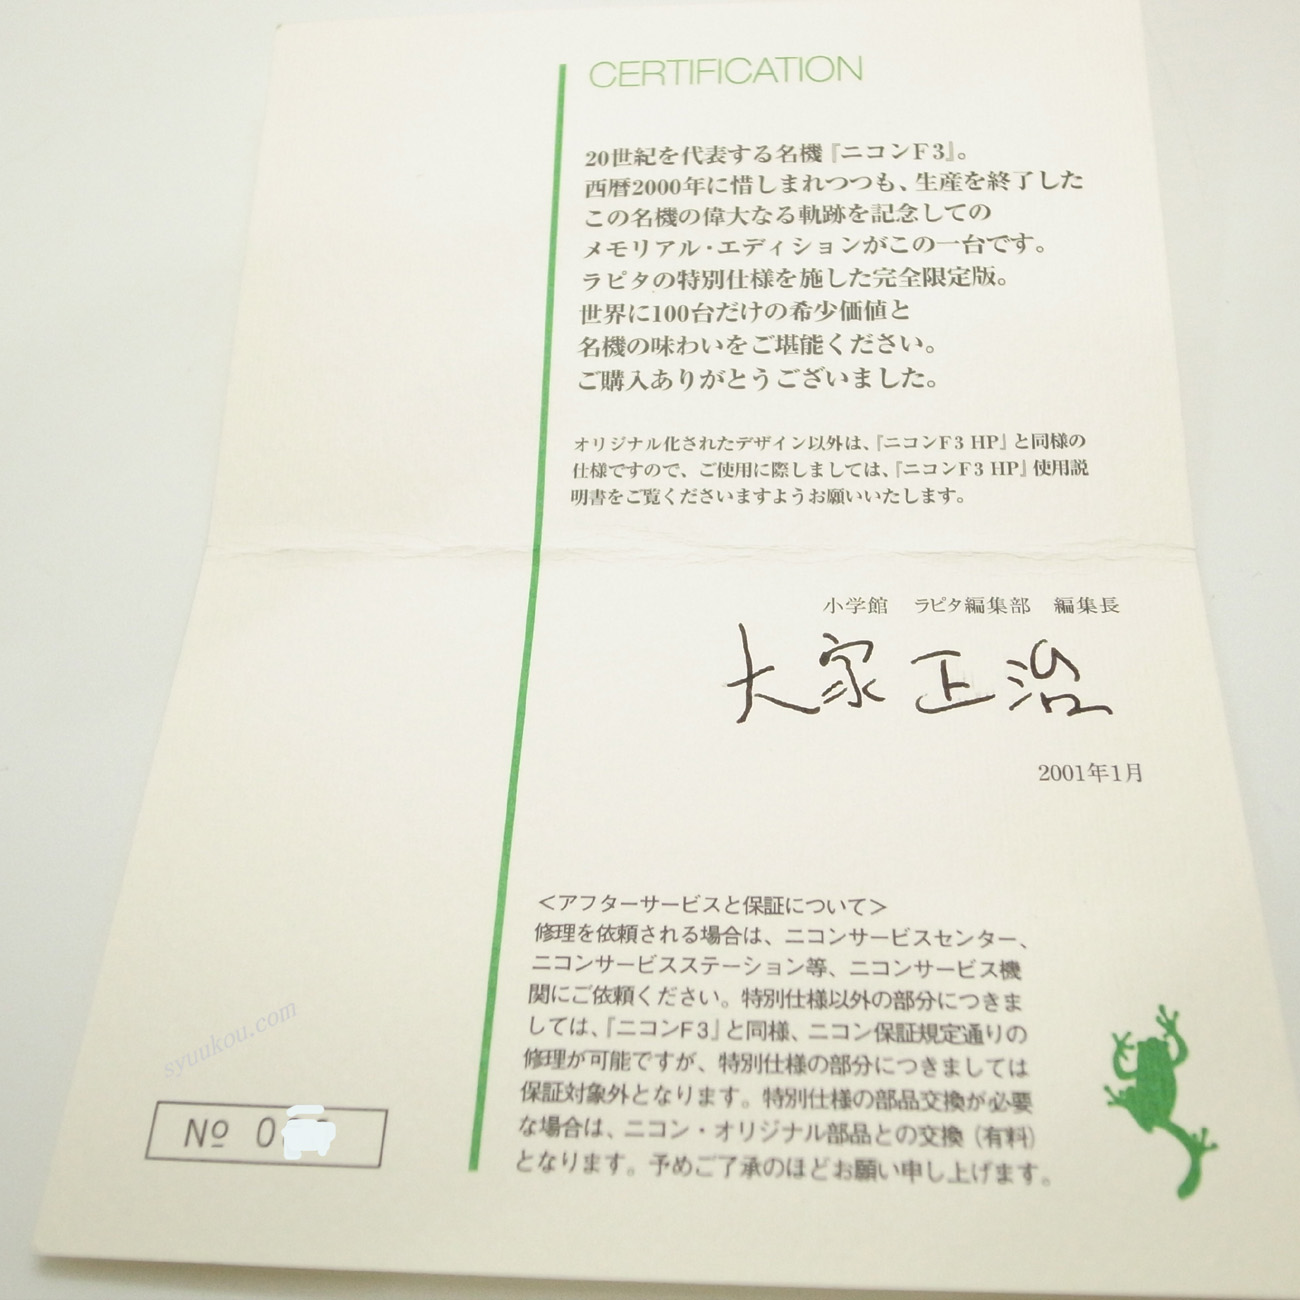 CERTIFICATION
20世紀を代表する名機『ニコンF3』。
西暦2000年に惜しまれつつも、生産を終了した
この名機の偉大なる軌跡を記念しての
メモリアル・エディションがこの一台です。
ラピタの特別仕様を施した完全限定版。
世界に100台だけの希少価値と
名機の味わいをご堪能ください。
ご購入ありがとうございました。
オリジナル化されたデザイン以外は、『ニコンF3 HP』と同様の
仕様ですので、ご使用に際しましては、『ニコンF3 HP』使用説
明書をご覧くださいますようお願いいたします。
小学館 ラピタ編集部 編集長
大家正治
2001年1月
＜アフターサービスと保証について＞
修理を依頼される場合は、ニコンサービスセンター、
ニコンサービスステーション等、ニコンサービス機
関にご依頼ください。特別仕様以外の部分につきま
しては、『ニコンF3』と同様、ニコン保証規定通りの
修理が可能ですが、特別仕様の部分につきましては
保証対象外となります。特別仕様の部品交換が必要
な場合は、ニコン・オリジナル部品との交換（有料）
となります。予めご了承のほどお願い申し上げます。
syuukou.com
№ 0